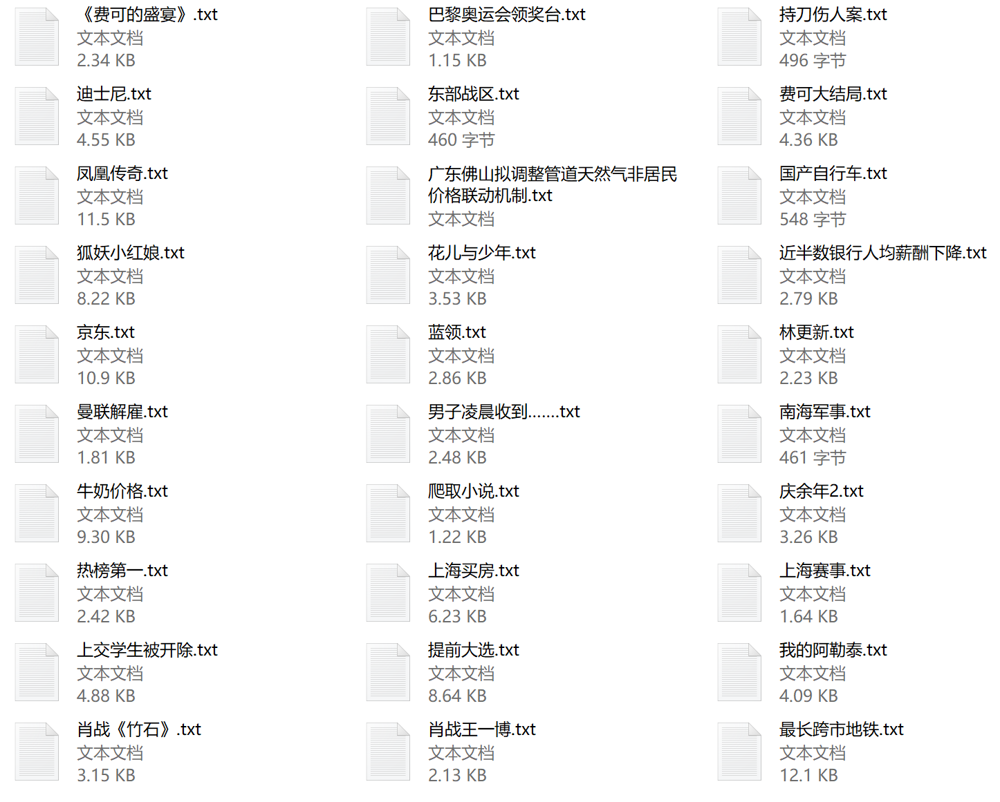 《费可的盛宴》.txt
文本文档
2.34 KB
巴黎奥运会领奖台.txt
文本文档
1.15 KB
持刀伤人案.txt
文本文档
496 字节
迪士尼.txt
文本文档
4.55 KB
东部战区.txt
文本文档
460 字节
费可大结局.txt
文本文档
4.36 KB
凤凰传奇.txt
文本文档
11.5 KB
广东佛山拟调整管道天然气非居民
价格联动机制.txt
文本文档
国产自行车.txt
文本文档
548 字节
狐妖小红娘.txt
文本文档
8.22 KB
花儿与少年.txt
文本文档
3.53 KB
近半数银行人均薪酬下降.txt
文本文档
2.79 KB
京东.txt
文本文档
10.9 KB
蓝领.txt
文本文档
2.86 KB
林更新.txt
文本文档
2.23 KB
曼联解雇.txt
文本文档
1.81 KB
男子凌晨收到.......txt
文本文档
2.48 KB
南海军事.txt
文本文档
461 字节
牛奶价格.txt
文本文档
9.30 KB
爬取小说.txt
文本文档
1.22 KB
庆余年2.txt
文本文档
3.26 KB
热榜第一.txt
文本文档
2.42 KB
上海买房.txt
文本文档
6.23 KB
上海赛事.txt
文本文档
1.64 KB
上交学生被开除.txt
文本文档
4.88 KB
提前大选.txt
文本文档
8.64 KB
我的阿勒泰.txt
文本文档
4.09 KB
肖战《竹石》.txt
文本文档
3.15 KB
肖战王一博.txt
文本文档
2.13 KB
最长跨市地铁.txt
文本文档
12.1 KB